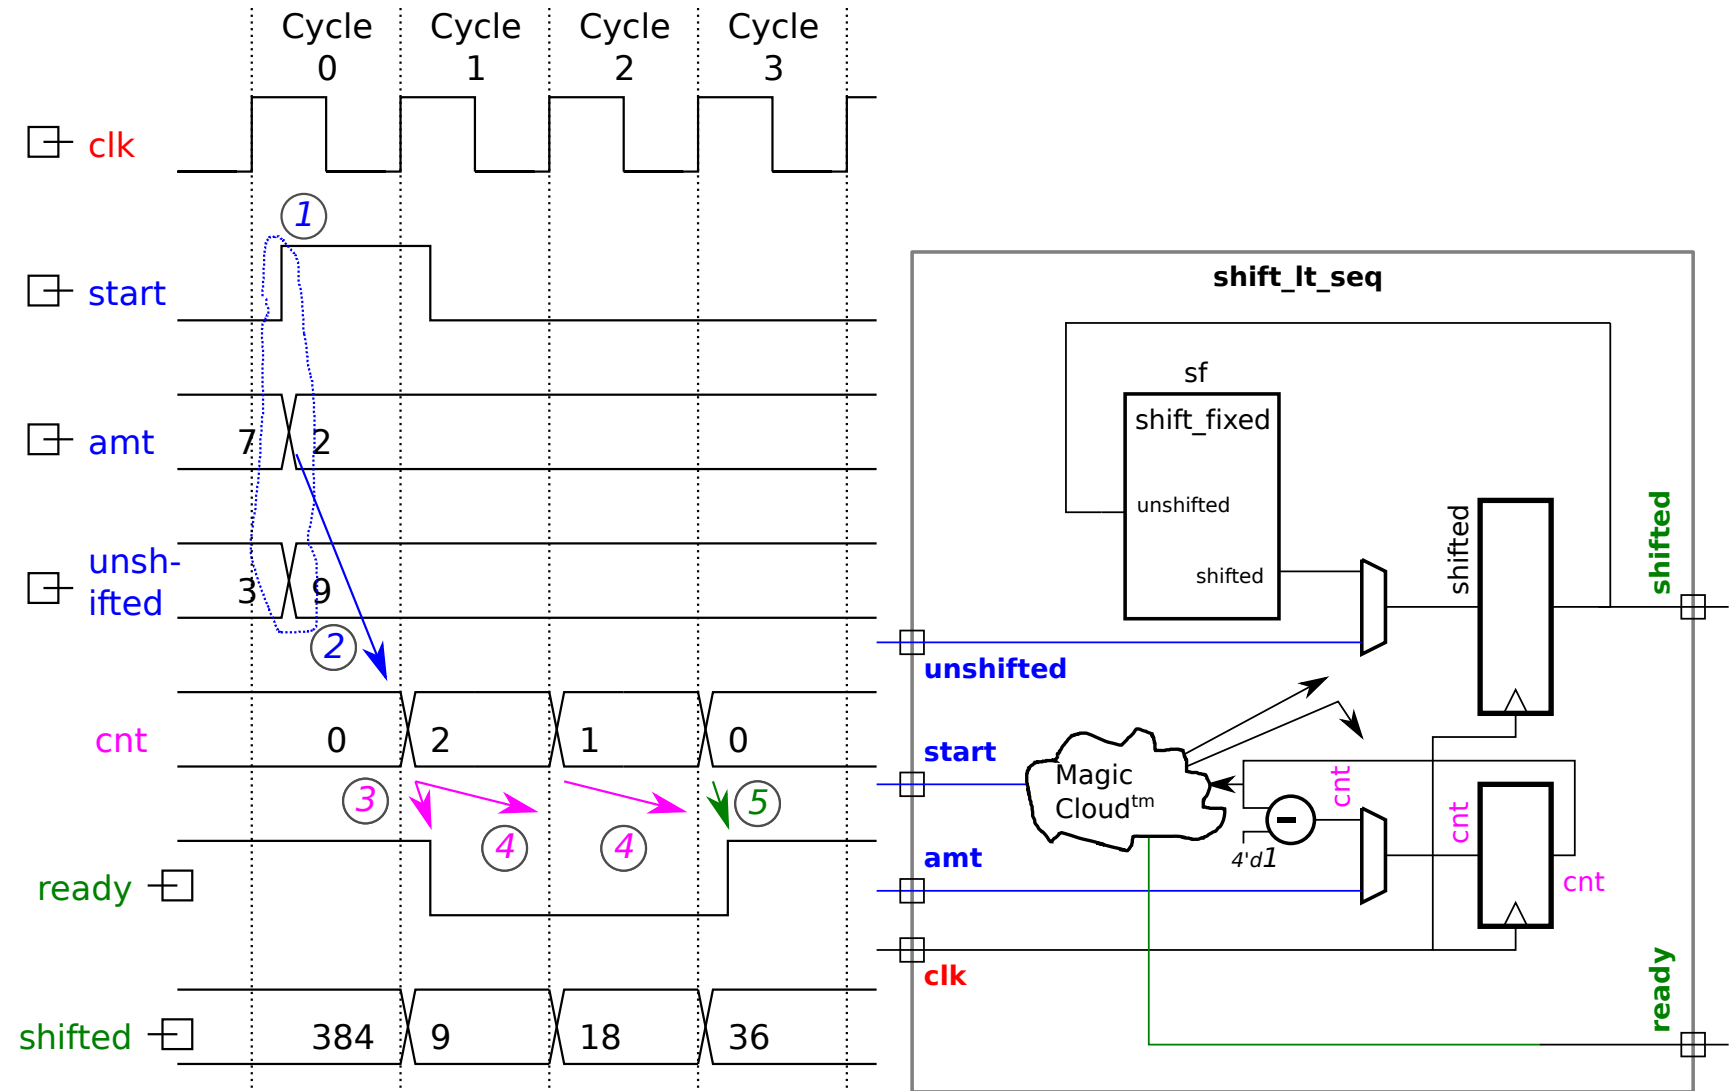 Cycle 0
Cycle 1
Cycle 2
Cycle 3
clk
1
start
7 2
amt
unsh-
ifted
3 9
2
cnt
0 2 1 0
3 4 4 5
ready
shifted
384 9 18 36
shift_lt_seq
sf
shift_fixed
unshifted
shifted
shifted
shifted
unshifted
start
Magic
Cloudtm
cnt
cnt
4'd1
−
amt
cnt
clk
ready